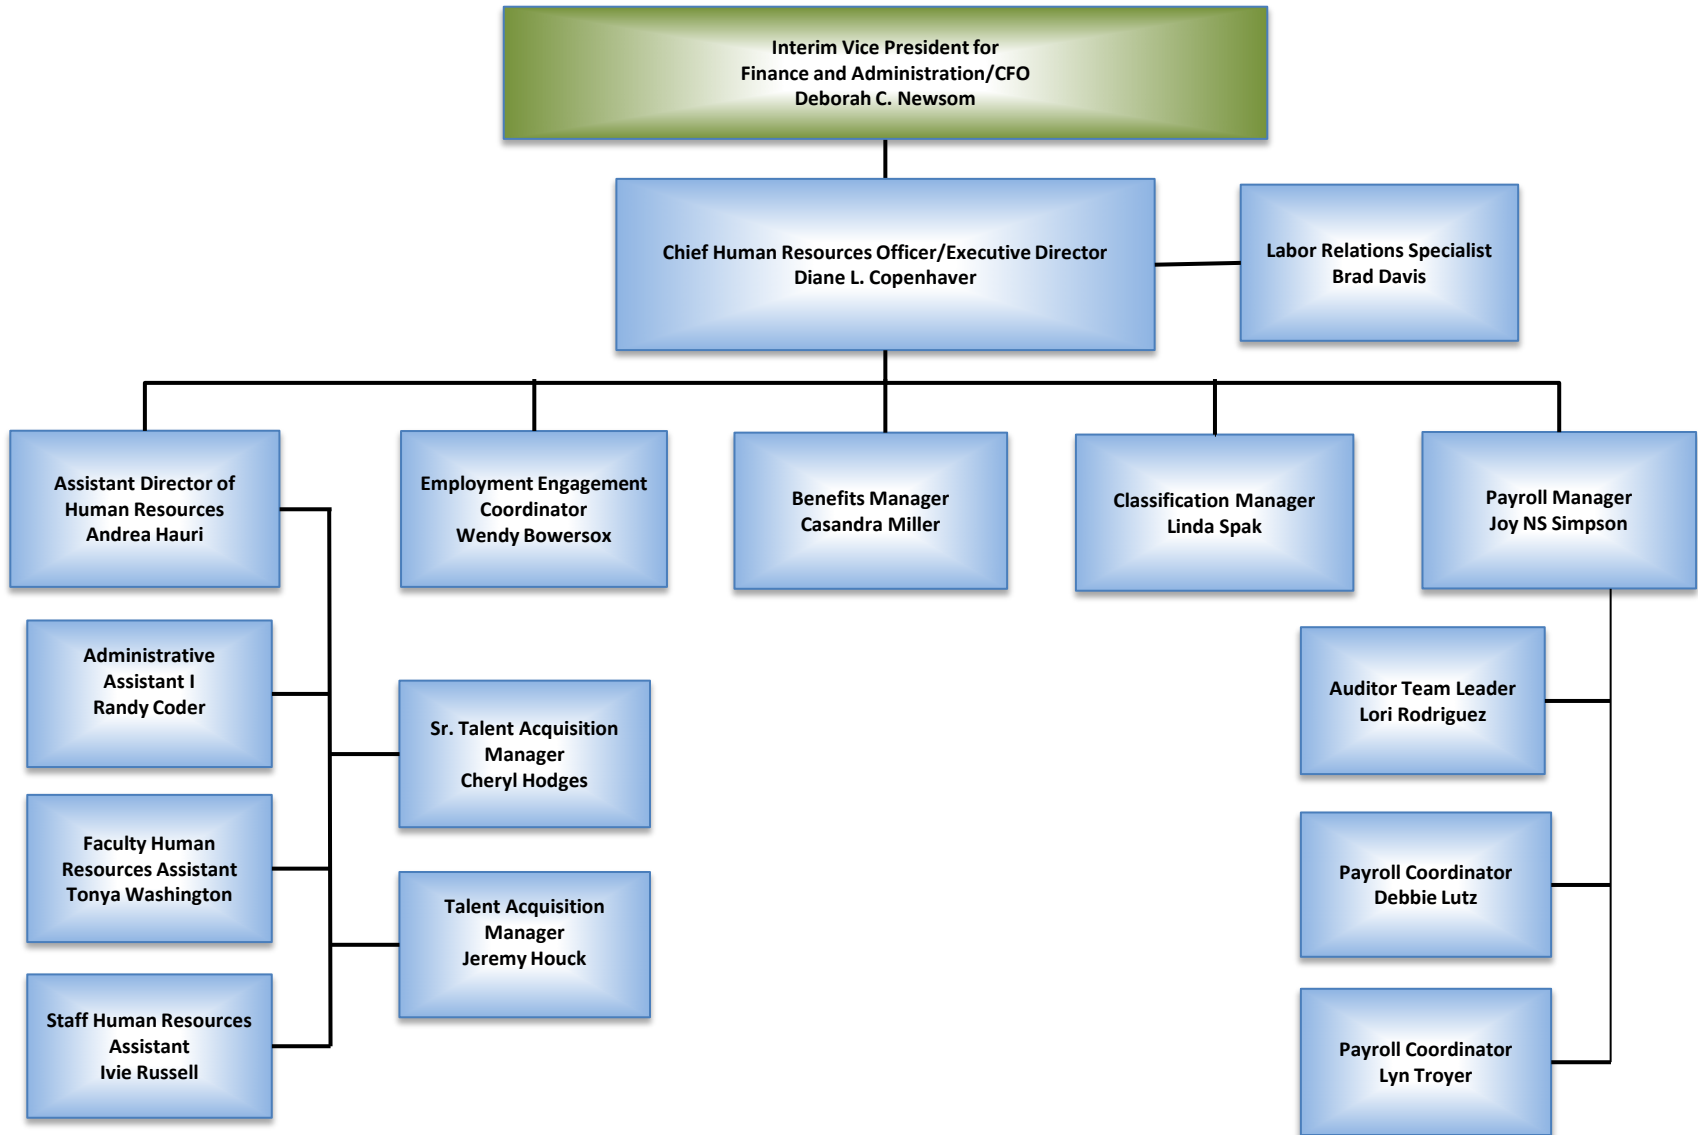 Interim Vice President for
Finance and Administration/CFO
Deborah C. Newsom
Chief Human Resources Officer/Executive Director
Diane L. Copenhaver
Labor Relations Specialist
Brad Davis
Assistant Director of
Human Resources
Andrea Hauri
Employment Engagement
Coordinator
Wendy Bowersox
Benefits Manager
Casandra Miller
Classification Manager
Linda Spak
Payroll Manager
Joy NS Simpson
Administrative
Assistant I
Randy Coder
Faculty Human
Resources Assistant
Tonya Washington
Staff Human Resources
Assistant
Ivie Russell
Sr. Talent Acquisition
Manager
Cheryl Hodges
Talent Acquisition
Manager
Jeremy Houck
Auditor Team Leader
Lori Rodriguez
Payroll Coordinator
Debbie Lutz
Payroll Coordinator
Lyn Troyer